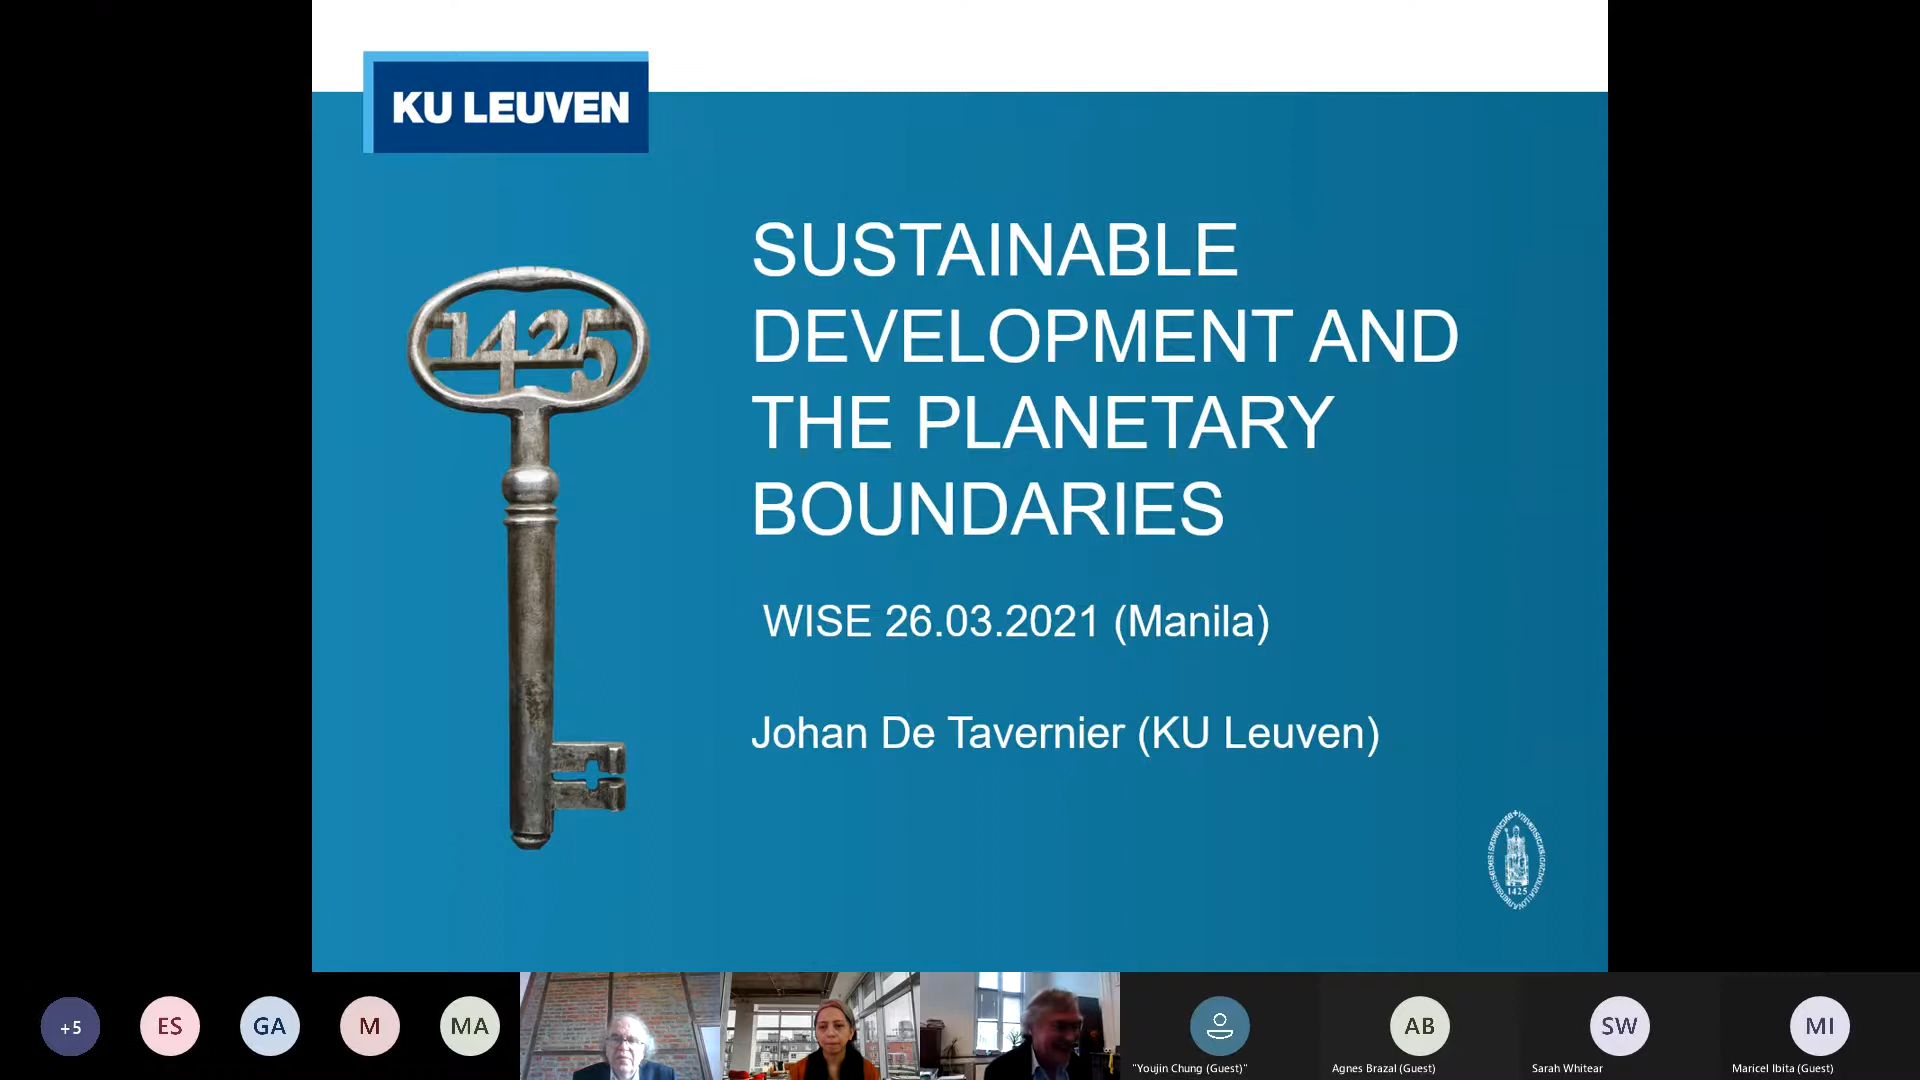 KU LEUVEN
1425
SUSTAINABLE
DEVELOPMENT AND
THE PLANETARY
BOUNDARIES
WISE 26.03.2021 (Manila)
Johan De Tavernier (KU Leuven)
1425
+5
ES
GA
M
MA
AB
SW
MI
"Youjin Chung (Guest)"
Agnes Brazal (Guest)
Sarah Whitear
Maricel Ibita (Guest)